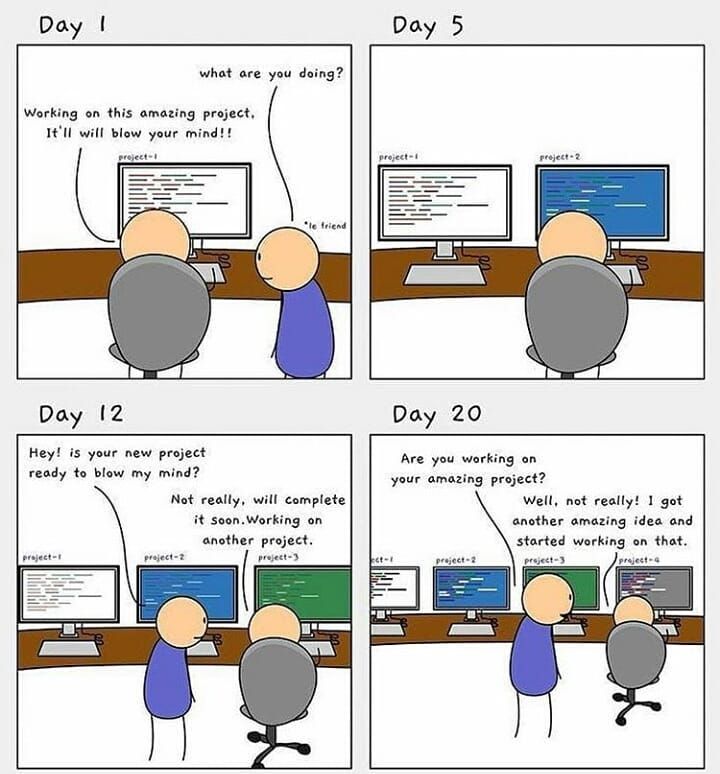 Day 1
what are you doing?
Working on this amazing project,
It'll will blow your mind!!
project-1
*le friend
Day 5
project-1
project-2
Day 12
Hey! is your new project
ready to blow my mind?
Not really, will complete
it soon.Working on
another project.
project-1
project-2
project-3
Day 20
Are you working on
your amazing project?
Well, not really! I got
another amazing idea and
started working on that.
ect-1
project-2
project-3
project-4